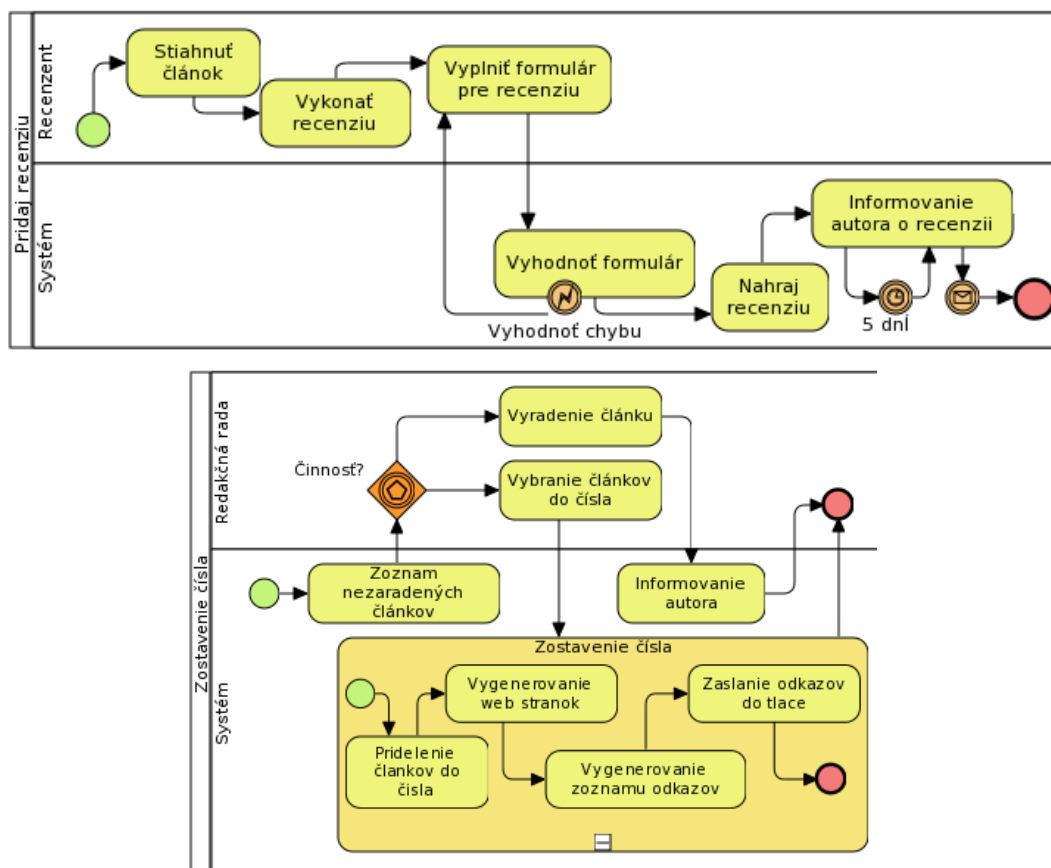 Pridaj recenziu
Recenzent
Stiahnuť
článok
Vykonať
recenziu
Vyplniť formulár
pre recenziu
Systém
Vyhodnoť formulár
Vyhodnoť chybu
Nahraj
recenziu
Informovanie
autora o recenzii
5 dní
Zostavenie čísla
Redakčná rada
Činnosť?
Vyradenie článku
Vybranie článkov
do čísla
Systém
Zoznam
nezaradených
článkov
Informovanie
autora
Zostavenie čísla
Pridelenie
člankov do
čisla
Vygenerovanie
web stranok
Vygenerovanie
zoznamu odkazov
Zaslanie odkazov
do tlace